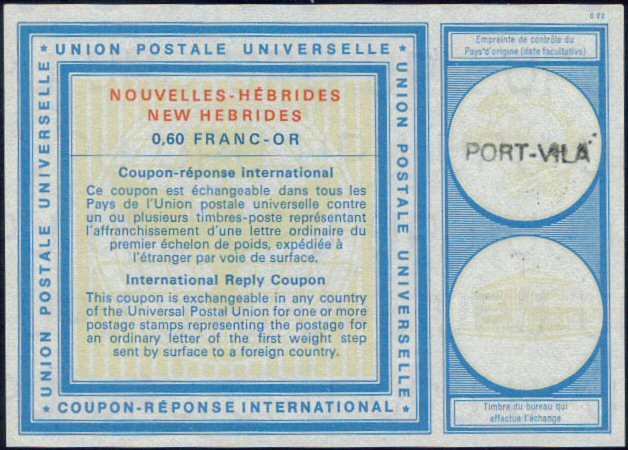 C 22
★ UNION POSTALE UNIVERSELLE ★
UNION POSTALE UNIVERSELLE
UNION POSTALE UNIVERSELLE
NOUVELLES-HÉBRIDES
NEW HEBRIDES
0,60 FRANC-OR
Coupon-réponse international
Ce coupon est échangeable dans tous les
Pays de l'Union postale universelle contre
un ou plusieurs timbres-poste représentant
l'affranchissement d'une lettre ordinaire du
premier échelon de poids, expédiée à
l'étranger par voie de surface.
International Reply Coupon
This coupon is exchangeable in any country
of the Universal Postal Union for one or more
postage stamps representing the postage for
an ordinary letter of the first weight step
sent by surface to a foreign country.
★ COUPON-RÉPONSE INTERNATIONAL ★
Empreinte de contrôle du
Pays d'origine (date facultative)
PORT-VILA
Timbre du bureau qui
effectue l'échange